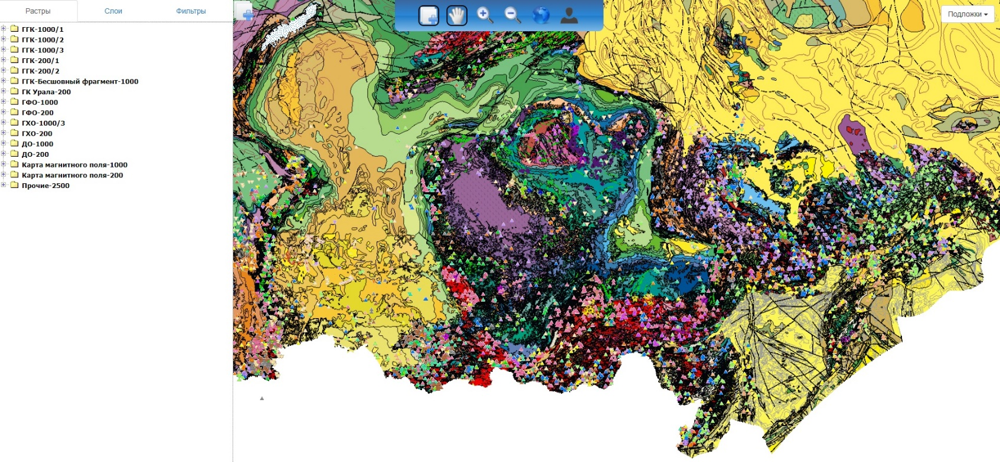 Растры Слои Фильтры Подложки
ГГК-1000/1
ГГК-1000/2
ГГК-1000/3
ГГК-200/1
ГГК-200/2
ГГК-Бесшовный фрагмент-1000
ГК Урала-200
ГФО-1000
ГФО-200
ГХО-1000/3
ГХО-200
ДО-1000
ДО-200
Карта магнитного поля-1000
Карта магнитного поля-200
Прочие-2500